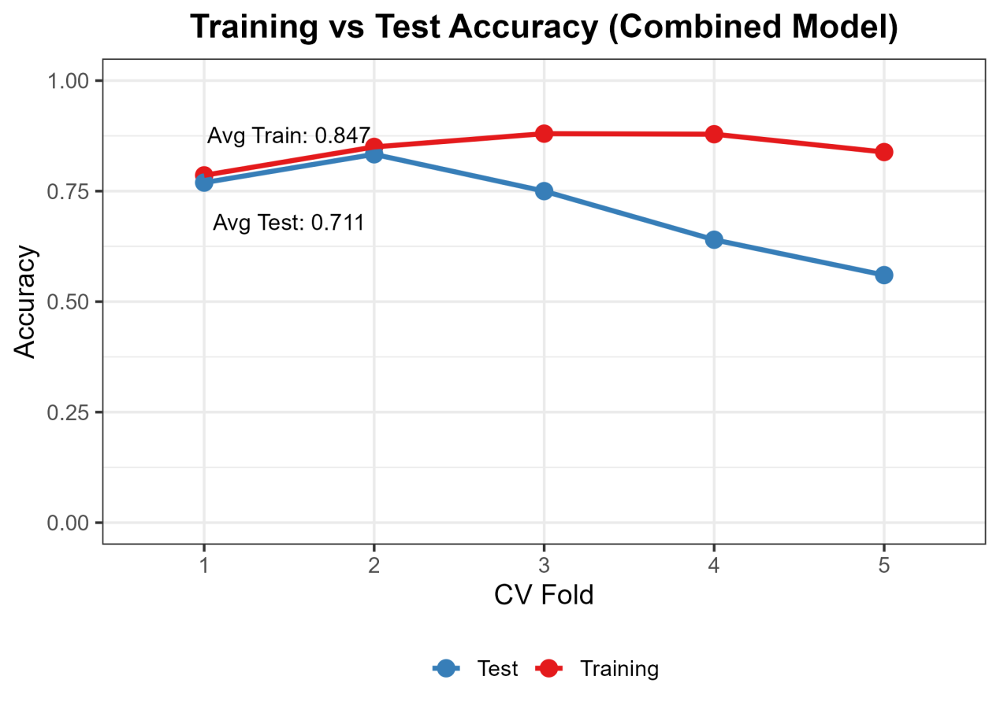 Training vs Test Accuracy (Combined Model)
1.00
0.75
0.50
0.25
0.00
Accuracy
Avg Train: 0.847
Avg Test: 0.711
1 2 3 4 5
CV Fold
Test Training